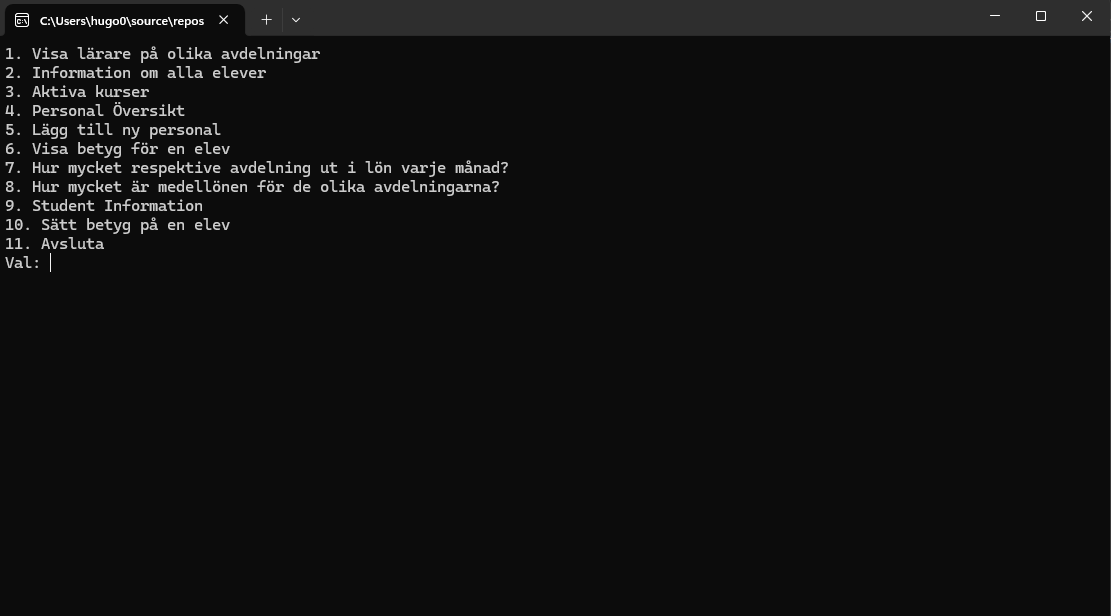 C:\Users\hugo0\source\repos
1. Visa lärare på olika avdelningar
2. Information om alla elever
3. Aktiva kurser
4. Personal Översikt
5. Lägg till ny personal
6. Visa betyg för en elev
7. Hur mycket respektive avdelning ut i lön varje månad?
8. Hur mycket är medellönen för de olika avdelningarna?
9. Student Information
10. Sätt betyg på en elev
11. Avsluta
Val: